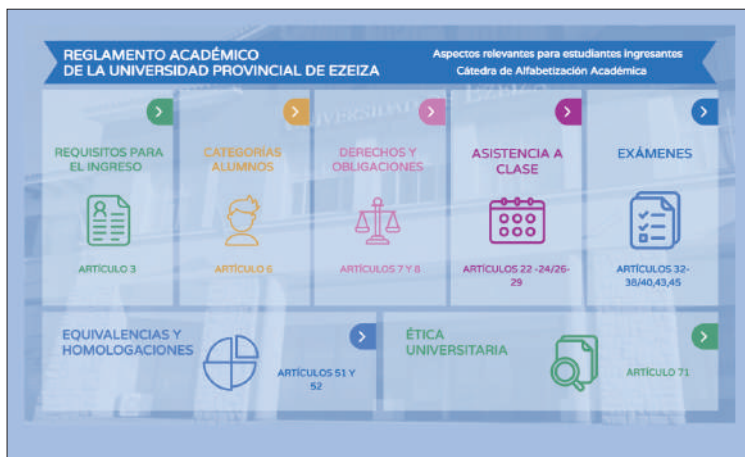 REGLAMENTO ACADÉMICO
DE LA UNIVERSIDAD PROVINCIAL DE EZEIZA
Aspectos relevantes para estudiantes ingresantes
Cátedra de Alfabetización Académica
REQUISITOS PARA
EL INGRESO
ARTÍCULO 3
CATEGORÍAS
ALUMNOS
ARTÍCULO 6
DERECHOS Y
OBLIGACIONES
ARTÍCULOS 7 Y 8
ASISTENCIA A
CLASE
ARTÍCULOS 22 -24/26-
29
EXÁMENES
ARTÍCULOS 32-
38/40,43,45
EQUIVALENCIAS Y
HOMOLOGACIONES
ARTÍCULOS 51 Y
52
ÉTICA
UNIVERSITARIA
ARTÍCULO 71